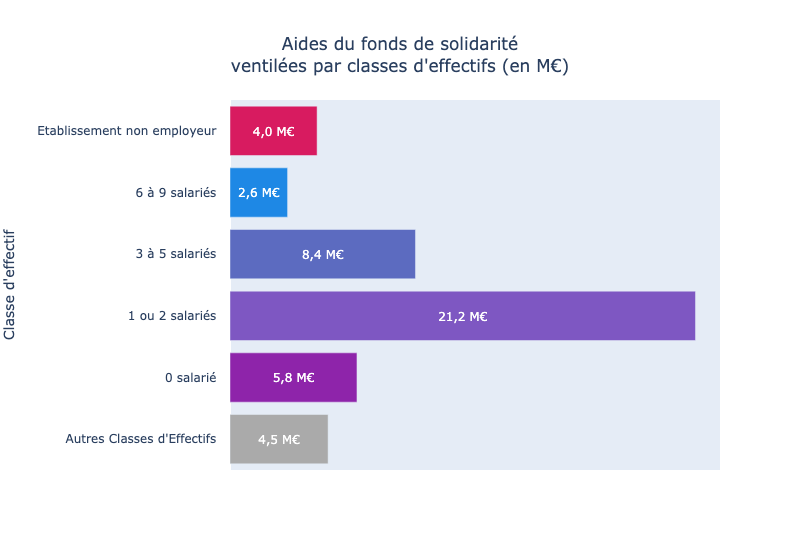 Aides du fonds de solidarité
ventilées par classes d'effectifs (en M€)
Classe d'effectif
Etablissement non employeur
4,0 M€
6 à 9 salariés
2,6 M€
3 à 5 salariés
8,4 M€
1 ou 2 salariés
21,2 M€
0 salarié
5,8 M€
Autres Classes d'Effectifs
4,5 M€